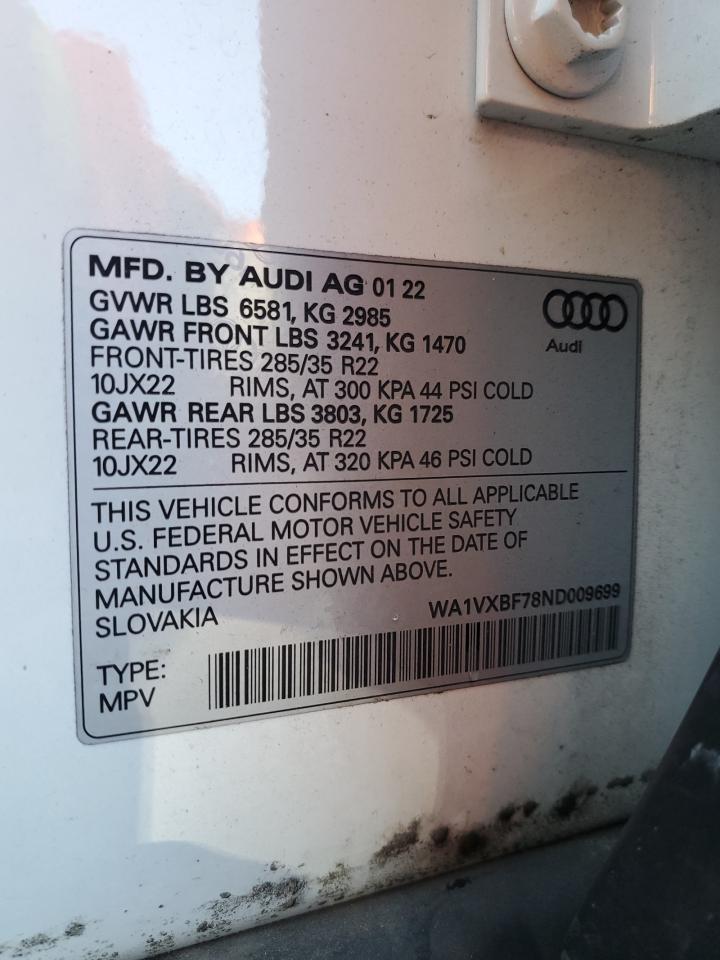 MFD. BY AUDI AG 01 22
GVWR LBS 6581, KG 2985
GAWR FRONT LBS 3241, KG 1470
FRONT-TIRES 285/35 R22
10JX22 RIMS, AT 300 KPA 44 PSI COLD
GAWR REAR LBS 3803, KG 1725
REAR-TIRES 285/35 R22
10JX22 RIMS, AT 320 KPA 46 PSI COLD
Audi
THIS VEHICLE CONFORMS TO ALL APPLICABLE
U.S. FEDERAL MOTOR VEHICLE SAFETY
STANDARDS IN EFFECT ON THE DATE OF
MANUFACTURE SHOWN ABOVE.
SLOVAKIA
WA1VXBF78ND009699
TYPE:
MPV